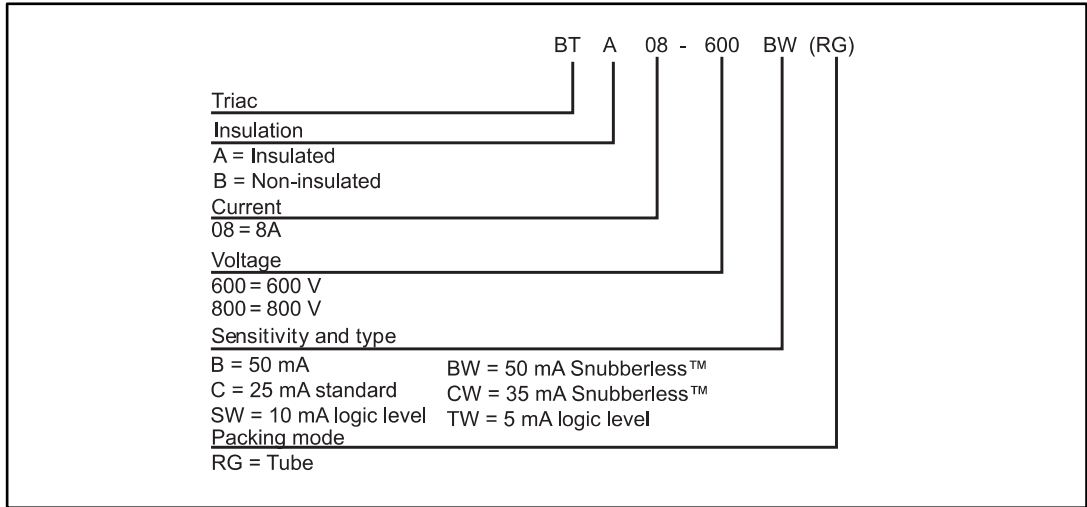 BT A 08 - 600 BW (RG)
Triac
Insulation
A = Insulated
B = Non-insulated
Current
08 = 8A
Voltage
600 = 600 V
800 = 800 V
Sensitivity and type
B = 50 mA BW = 50 mA Snubberless™
C = 25 mA standard CW = 35 mA Snubberless™
SW = 10 mA logic level TW = 5 mA logic level
Packing mode
RG = Tube